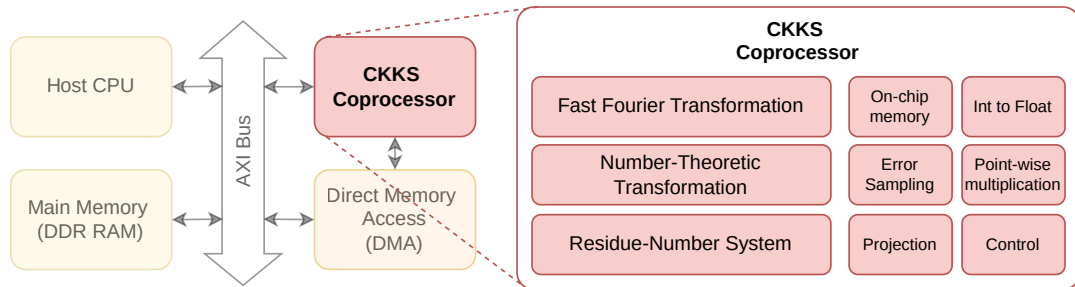 Host CPU
Main Memory
(DDR RAM)
AXI Bus
CKKS
Coprocessor
Direct Memory
Access
(DMA)
CKKS
Coprocessor
Fast Fourier Transformation
On-chip
memory
Int to Float
Number-Theoretic
Transformation
Error
Sampling
Point-wise
multiplication
Residue-Number System
Projection
Control